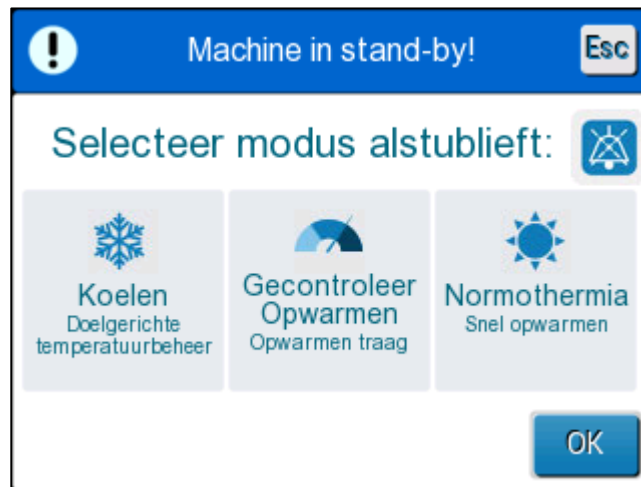 Machine in stand-by!
Esc
Selecteer modus alstublieft:
Koelen
Doelgerichte
temperatuurbeheer
Gecontroleer
Opwarmen
Opwarmen traag
Normothermia
Snel opwarmen
OK